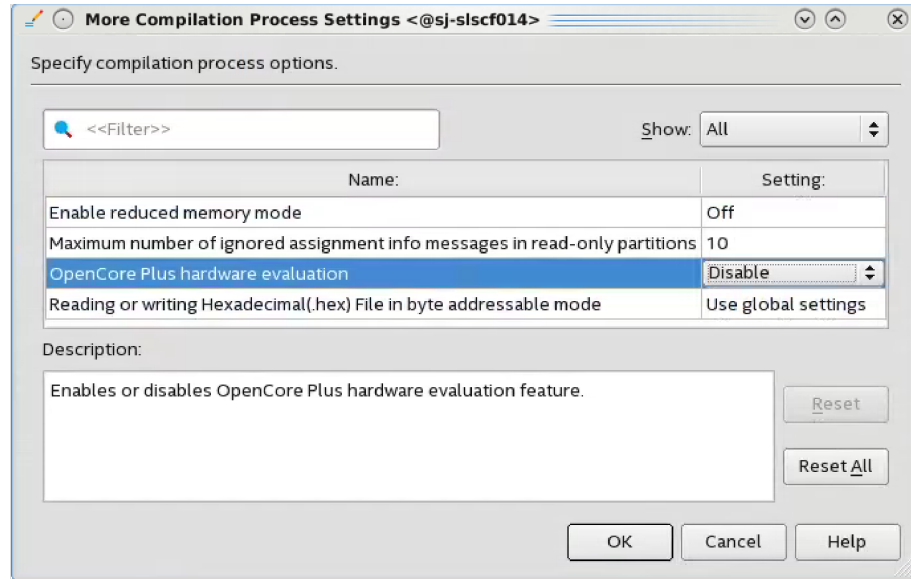 More Compilation Process Settings <@sj-slscf014>
Specify compilation process options.
<<Filter>>
Show: All
Name: Setting:
Enable reduced memory mode Off
Maximum number of ignored assignment info messages in read-only partitions 10
OpenCore Plus hardware evaluation Disable
Reading or writing Hexadecimal(.hex) File in byte addressable mode Use global settings
Description:
Enables or disables OpenCore Plus hardware evaluation feature.
Reset
Reset All
OK Cancel Help